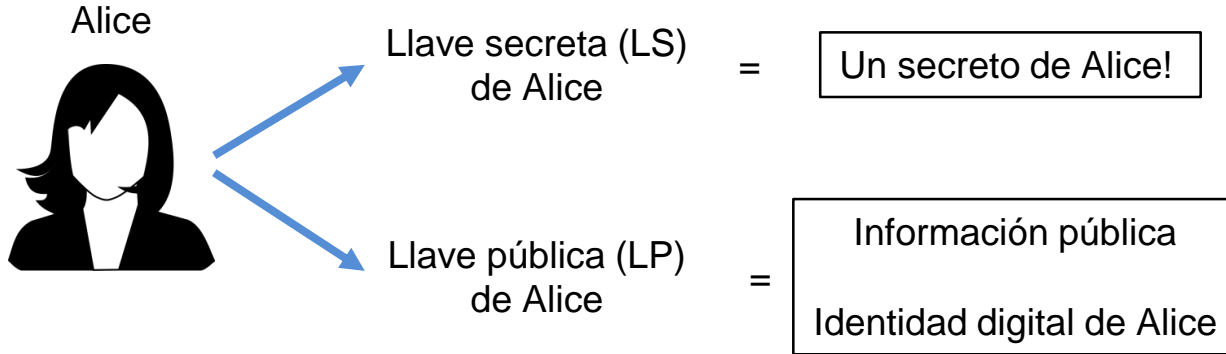 Alice
Llave secreta (LS)
de Alice
=
Un secreto de Alice!
Llave pública (LP)
de Alice
=
Información pública
Identidad digital de Alice